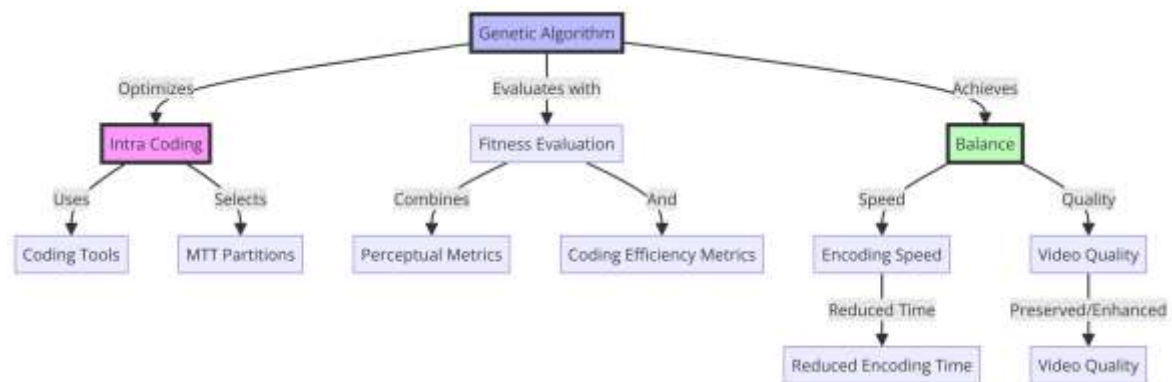 Genetic Algorithm
Optimizes
Evaluates with
Achieves
Intra Coding
Fitness Evaluation
Balance
Uses
Selects
Combines
And
Speed
Quality
Coding Tools
MTT Partitions
Perceptual Metrics
Coding Efficiency Metrics
Encoding Speed
Video Quality
Reduced Time
Preserved/Enhanced
Reduced Encoding Time
Video Quality